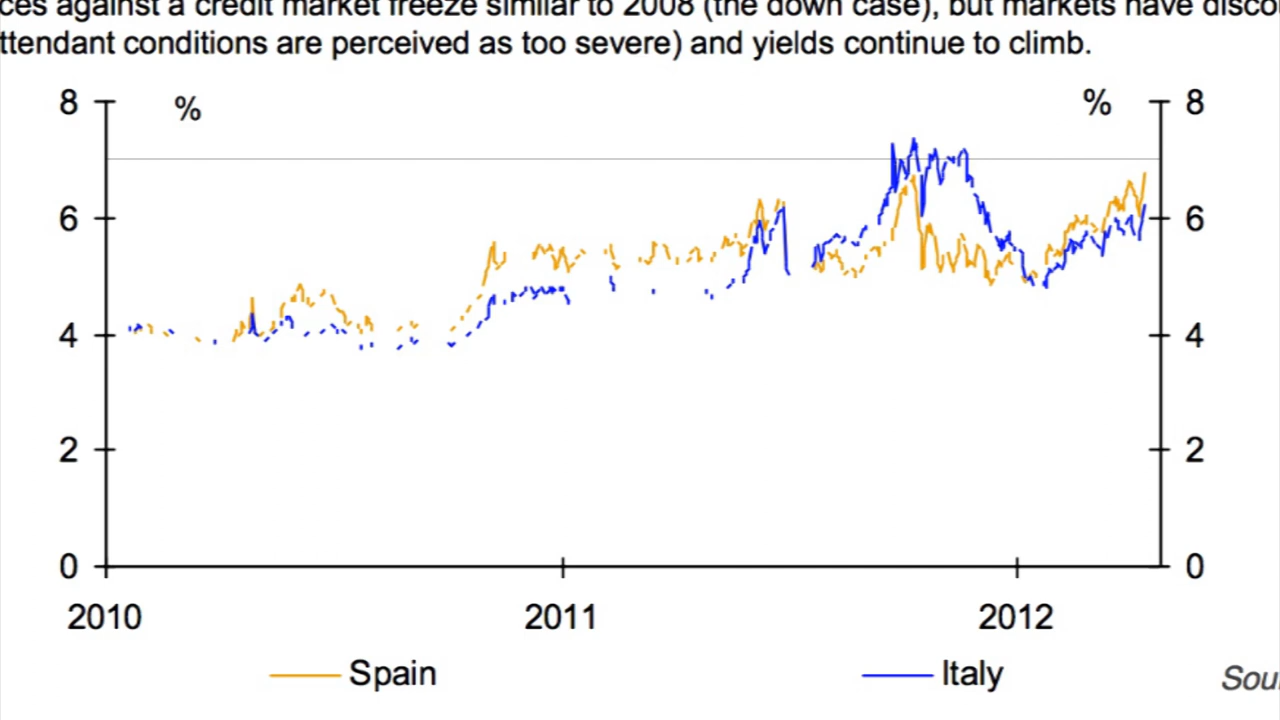 ces against a credit market freeze similar to 2008 (the down case), but markets have disco
ttendant conditions are perceived as too severe) and yields continue to climb.
8 % % 8
6 6
4 4
2 2
0 0
2010 2011 2012
Spain Italy
Sou